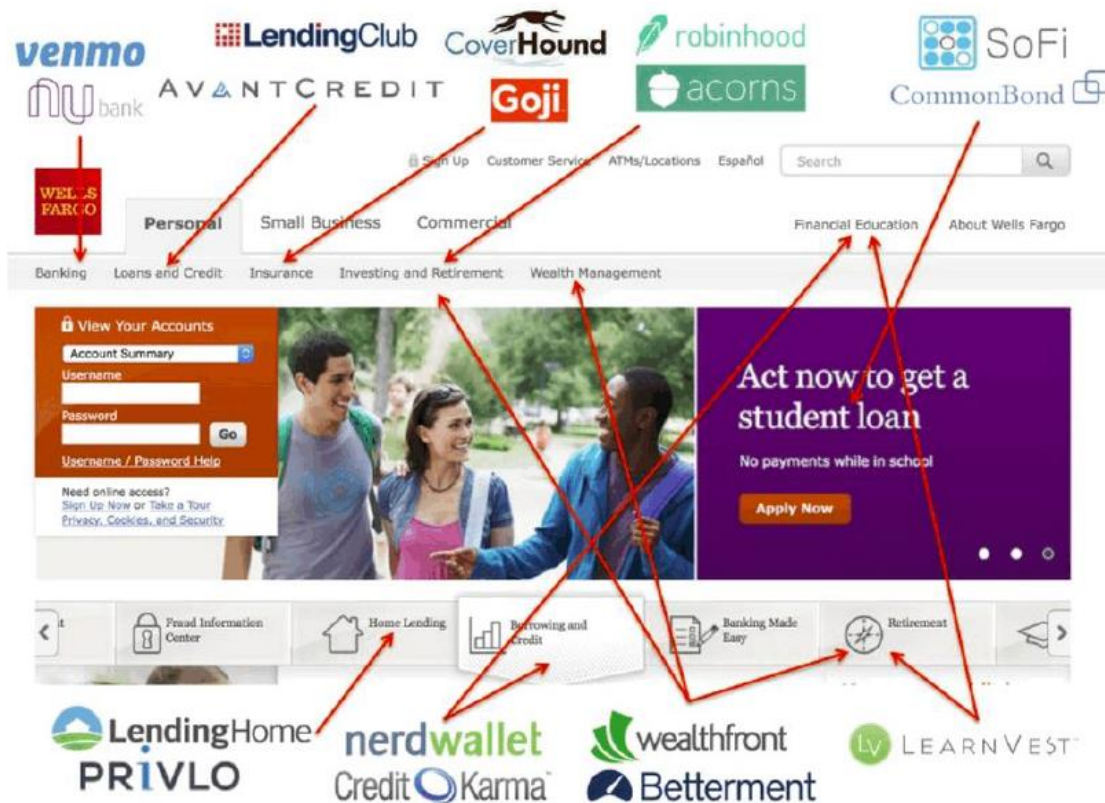 venmo
LendingClub
CoverHound
robinhood
SoFi
nu bank
AVANTCREDIT
Goji
acorns
CommonBond
Sign Up Customer Service ATMs/Locations Español Search
WELLS
FARGO
Personal Small Business Commercial Financial Education About Wells Fargo
Banking Loans and Credit Insurance Investing and Retirement Wealth Management
View Your Accounts
Account Summary
Username
Password
Go
Username / Password Help
Need online access?
Sign Up Now or Take a Tour
Privacy, Cookies, and Security
Act now to get a
student loan
No payments while in school
Apply Now
Fraud Information
Center
Home Lending
Borrowing and
Credit
Banking Made
Easy
Retirement
LendingHome
PRIVLO
nerdwallet
Credit Karma
wealthfront
Betterment
LV LEARNVEST